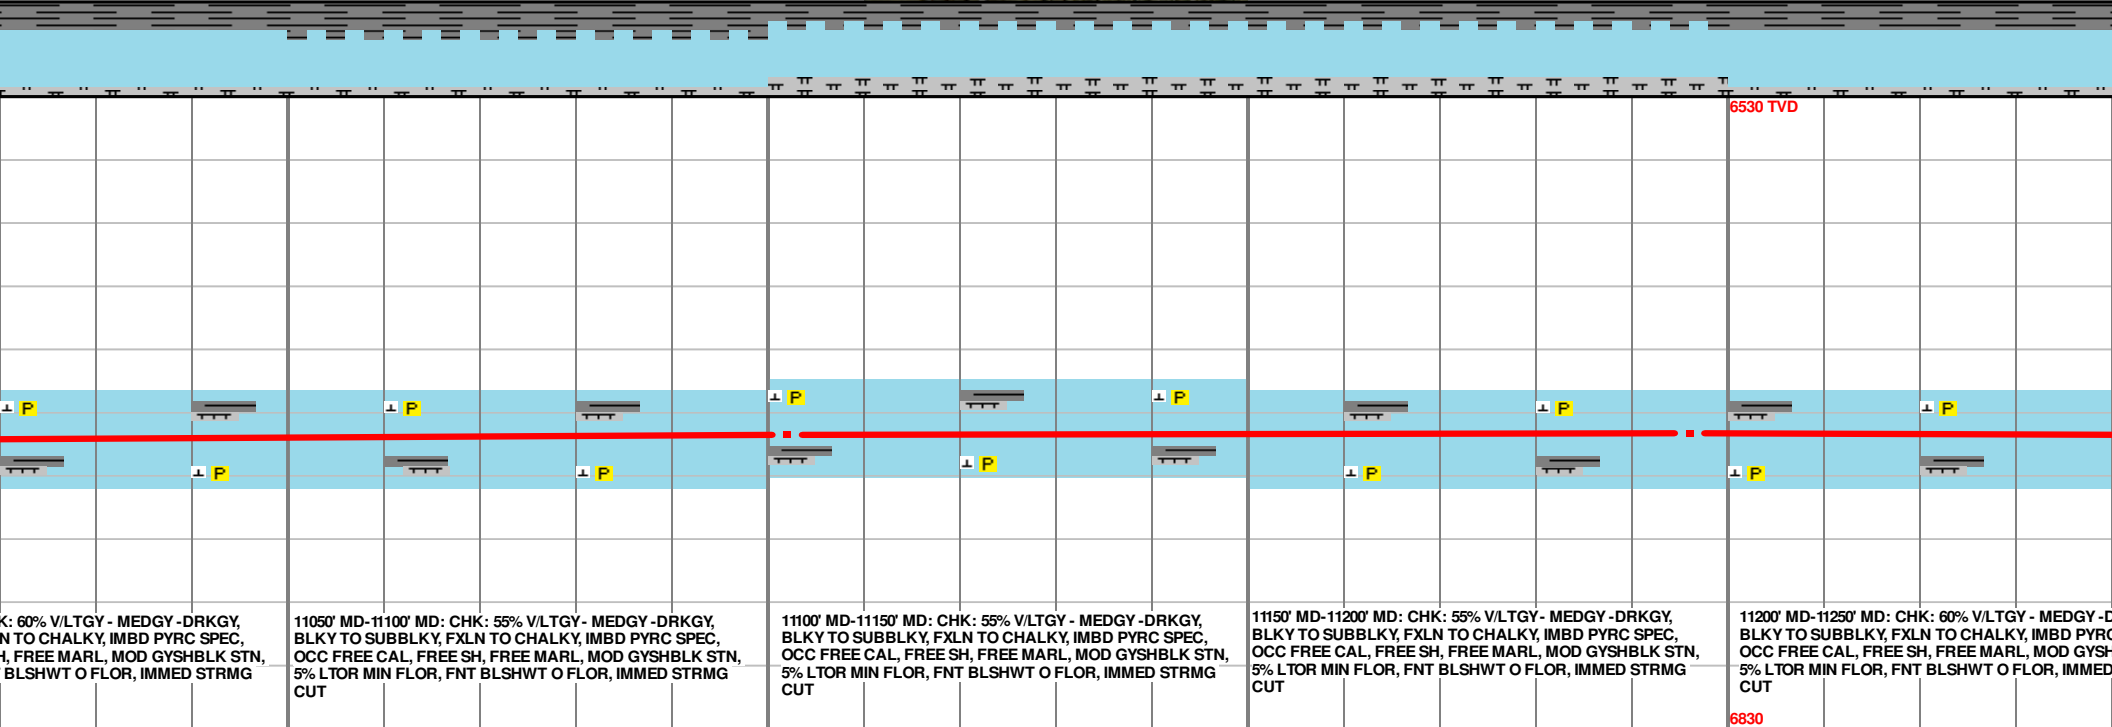 6530 TVD
P
P
P
P
P
P
P
P
P
P
P
P
K: 60% V/LTGY - MEDGY -DRKGY,
N TO CHALKY, IMBD PYRC SPEC,
H, FREE MARL, MOD GYSHBLK STN,
BLSHWT O FLOR, IMMED STRMG
11050' MD-11100' MD: CHK: 55% V/LTGY - MEDGY -DRKGY,
BLKY TO SUBBLKY, FXLN TO CHALKY, IMBD PYRC SPEC,
OCC FREE CAL, FREE SH, FREE MARL, MOD GYSHBLK STN,
5% LTOR MIN FLOR, FNT BLSHWT O FLOR, IMMED STRMG
CUT
11100' MD-11150' MD: CHK: 55% V/LTGY - MEDGY -DRKGY,
BLKY TO SUBBLKY, FXLN TO CHALKY, IMBD PYRC SPEC,
OCC FREE CAL, FREE SH, FREE MARL, MOD GYSHBLK STN,
5% LTOR MIN FLOR, FNT BLSHWT O FLOR, IMMED STRMG
CUT
11150' MD-11200' MD: CHK: 55% V/LTGY - MEDGY -DRKGY,
BLKY TO SUBBLKY, FXLN TO CHALKY, IMBD PYRC SPEC,
OCC FREE CAL, FREE SH, FREE MARL, MOD GYSHBLK STN,
5% LTOR MIN FLOR, FNT BLSHWT O FLOR, IMMED STRMG
CUT
11200' MD-11250' MD: CHK: 60% V/LTGY - MEDGY -D
BLKY TO SUBBLKY, FXLN TO CHALKY, IMBD PYRC
OCC FREE CAL, FREE SH, FREE MARL, MOD GYSH
5% LTOR MIN FLOR, FNT BLSHWT O FLOR, IMMED
CUT
6830